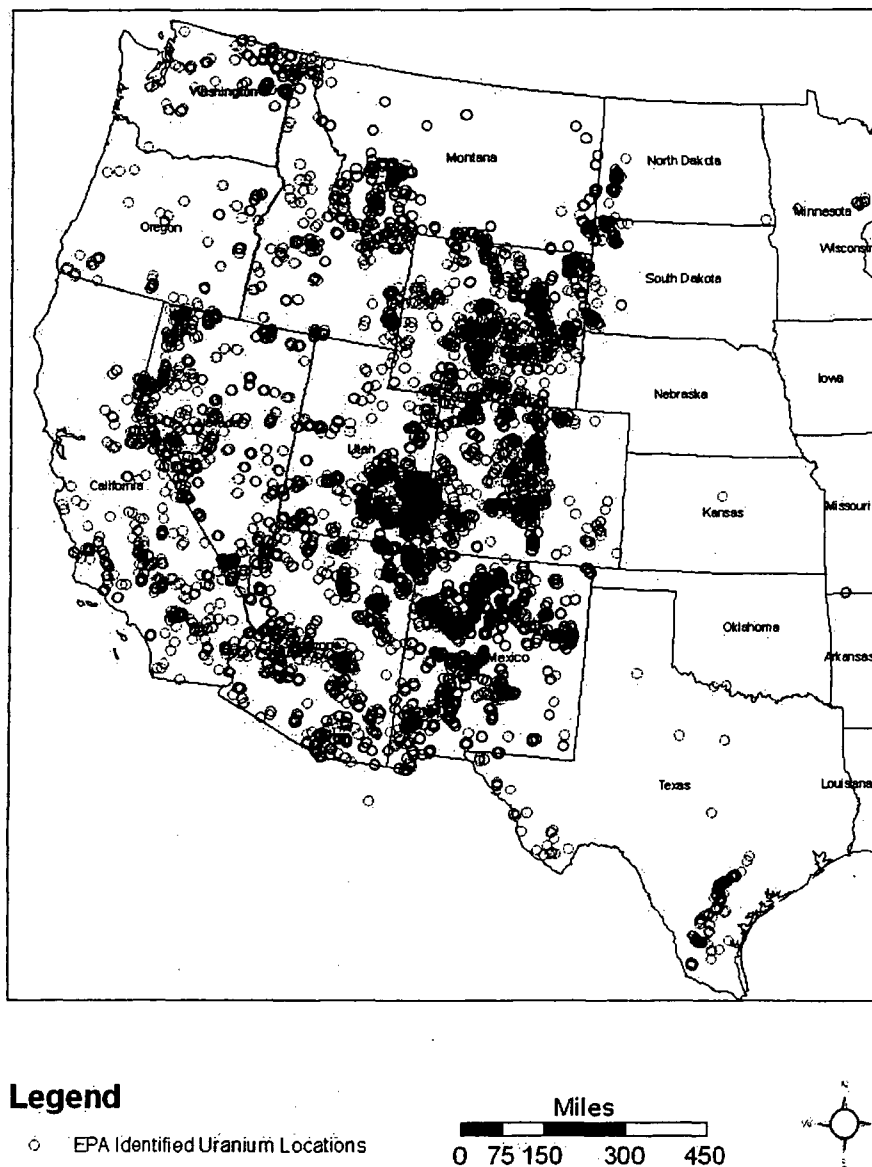 Washington
Montana
North Dakota
Minnesota
Oregon
Wisconsin
South Dakota
Iowa
Nebraska
Utah
California
Kansas
Missouri
Oklahoma
Mexico
Arkansas
Texas
Louisiana
Legend
EPA Identified Uranium Locations
Miles
0 75 150 300 450
N
W
S